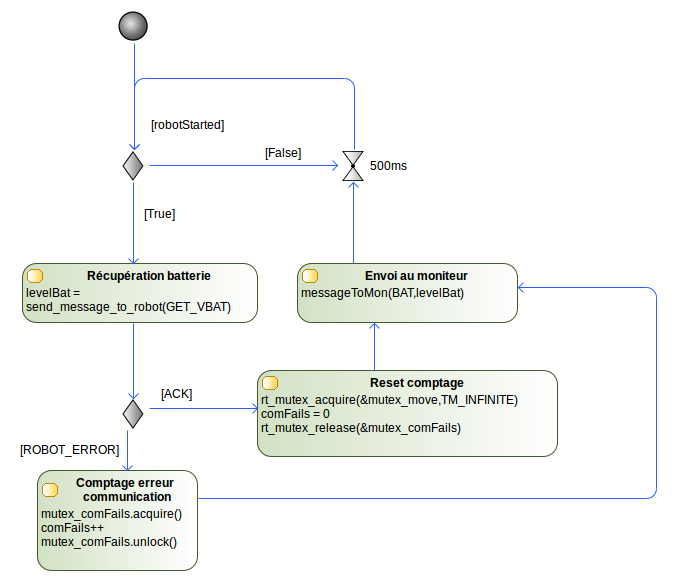 [robotStarted]
[False]
500ms
[True]
Récupération batterie
levelBat =
send_message_to_robot(GET_VBAT)
Envoi au moniteur
messageToMon(BAT,levelBat)
[ACK]
Reset comptage
rt_mutex_acquire(&mutex_move,TM_INFINITE)
comFails = 0
rt_mutex_release(&mutex_comFails)
[ROBOT_ERROR]
Comptage erreur
communication
mutex_comFails.acquire()
comFails++
mutex_comFails.unlock()